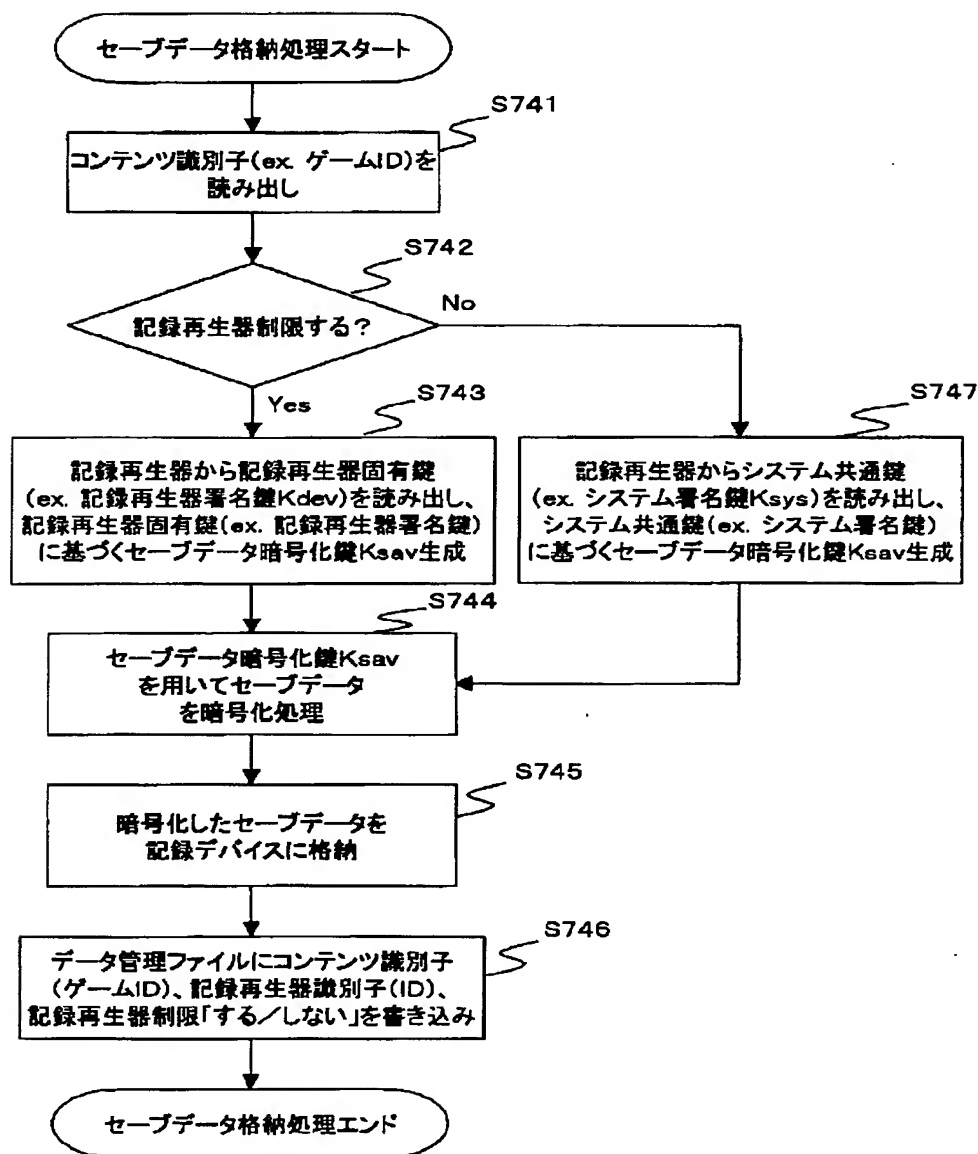 セーブデータ格納処理スタート
S741
コンテンツ識別子(ex. ゲームID)を
読み出し
S742
記録再生器制限する?
No
Yes
S743
記録再生器から記録再生器固有鍵
(ex. 記録再生器署名鍵Kdev)を読み出し、
記録再生器固有鍵(ex. 記録再生器署名鍵)
に基づくセーブデータ暗号化鍵Ksav生成
S747
記録再生器からシステム共通鍵
(ex. システム署名鍵Ksys)を読み出し、
システム共通鍵(ex. システム署名鍵)
に基づくセーブデータ暗号化鍵Ksav生成
S744
セーブデータ暗号化鍵Ksav
を用いてセーブデータ
を暗号化処理
S745
暗号化したセーブデータを
記録デバイスに格納
S746
データ管理ファイルにコンテンツ識別子
(ゲームID)、記録再生器識別子(ID)、
記録再生器制限「する/しない」を書き込み
セーブデータ格納処理エンド